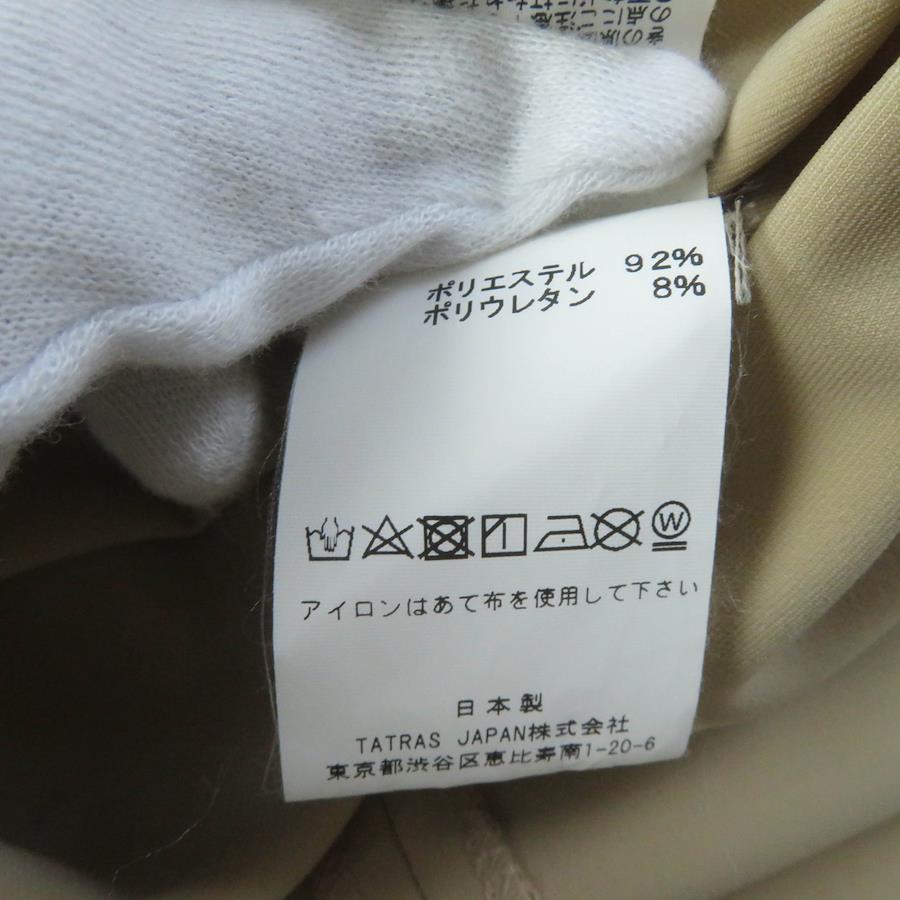 ポリエステル 92%
ポリウレタン 8%
W
アイロンはあて布を使用して下さい
日本製
TATRAS JAPAN株式会社
東京都渋谷区恵比寿南1-20-6